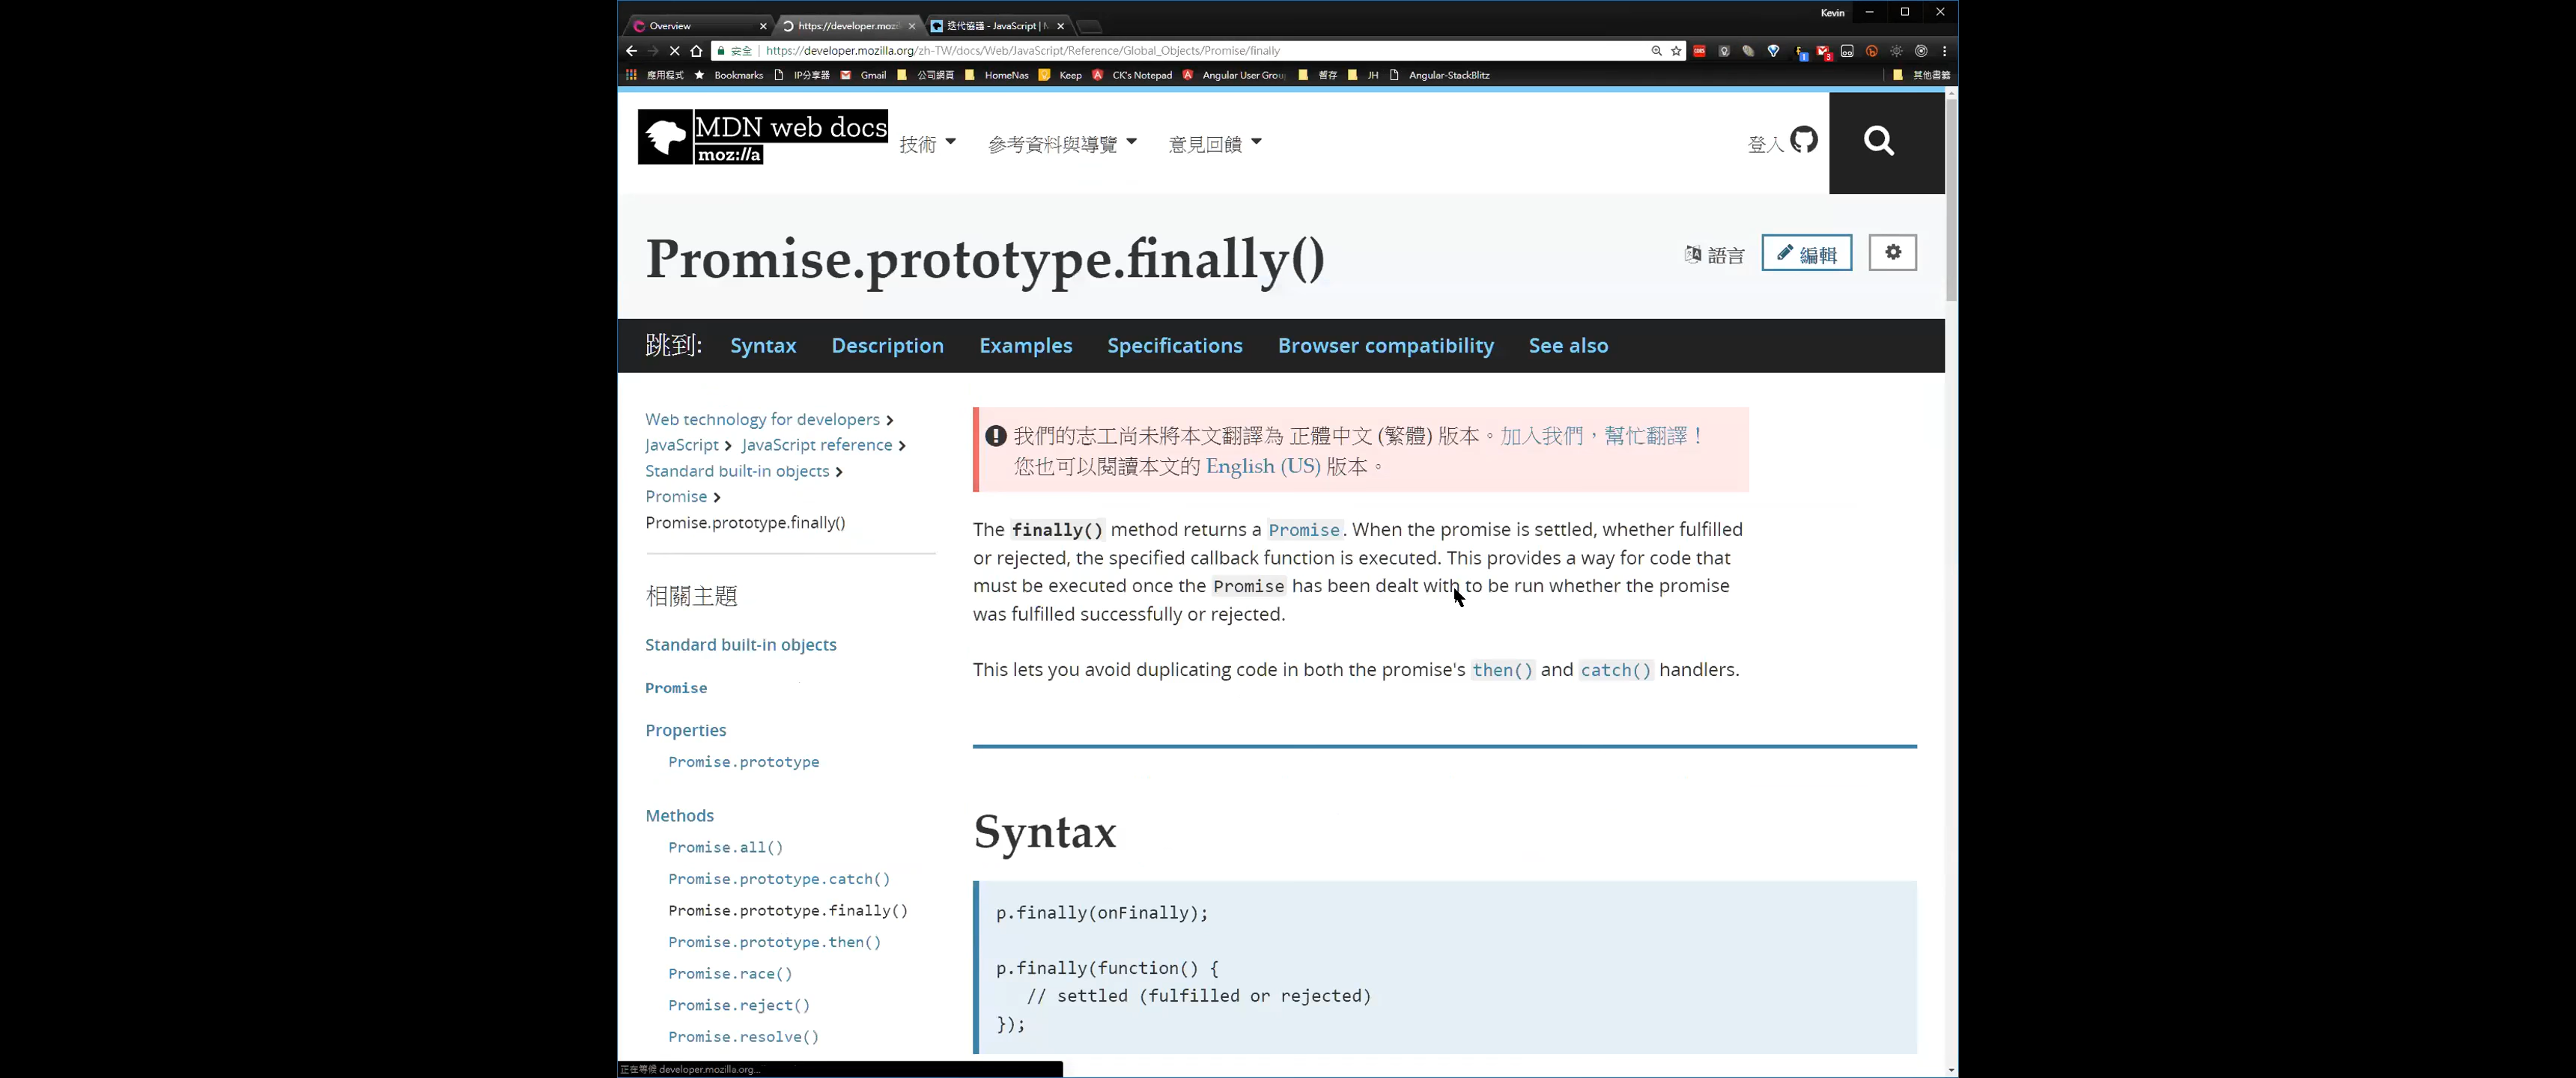 Overview
https://developer.mozi
迭代協議 - JavaScript |
Kevin
安全 | https://developer.mozilla.org/zh-TW/docs/Web/JavaScript/Reference/Global_Objects/Promise/finally
應用程式 Bookmarks IP分享器 Gmail 公司網頁 HomeNas Keep CK's Notepad Angular User Grou 暫存 JH Angular-StackBlitz 其他書籤
MDN web docs
moz://a
技術 參考資料與導覽 意見回饋 登入
Promise.prototype.finally()
語言 編輯
跳到: Syntax Description Examples Specifications Browser compatibility See also
Web technology for developers
JavaScript JavaScript reference
Standard built-in objects
Promise
Promise.prototype.finally()
相關主題
Standard built-in objects
Promise
Properties
Promise.prototype
Methods
Promise.all()
Promise.prototype.catch()
Promise.prototype.finally()
Promise.prototype.then()
Promise.race()
Promise.reject()
Promise.resolve()
我們的志工尚未將本文翻譯為 正體中文 (繁體) 版本。加入我們，幫忙翻譯！
您也可以閱讀本文的 English (US) 版本。
The finally() method returns a Promise. When the promise is settled, whether fulfilled
or rejected, the specified callback function is executed. This provides a way for code that
must be executed once the Promise has been dealt with to be run whether the promise
was fulfilled successfully or rejected.
This lets you avoid duplicating code in both the promise's then() and catch() handlers.
Syntax
p.finally(onFinally);
p.finally(function() {
// settled (fulfilled or rejected)
});
正在等候 developer.mozilla.org...